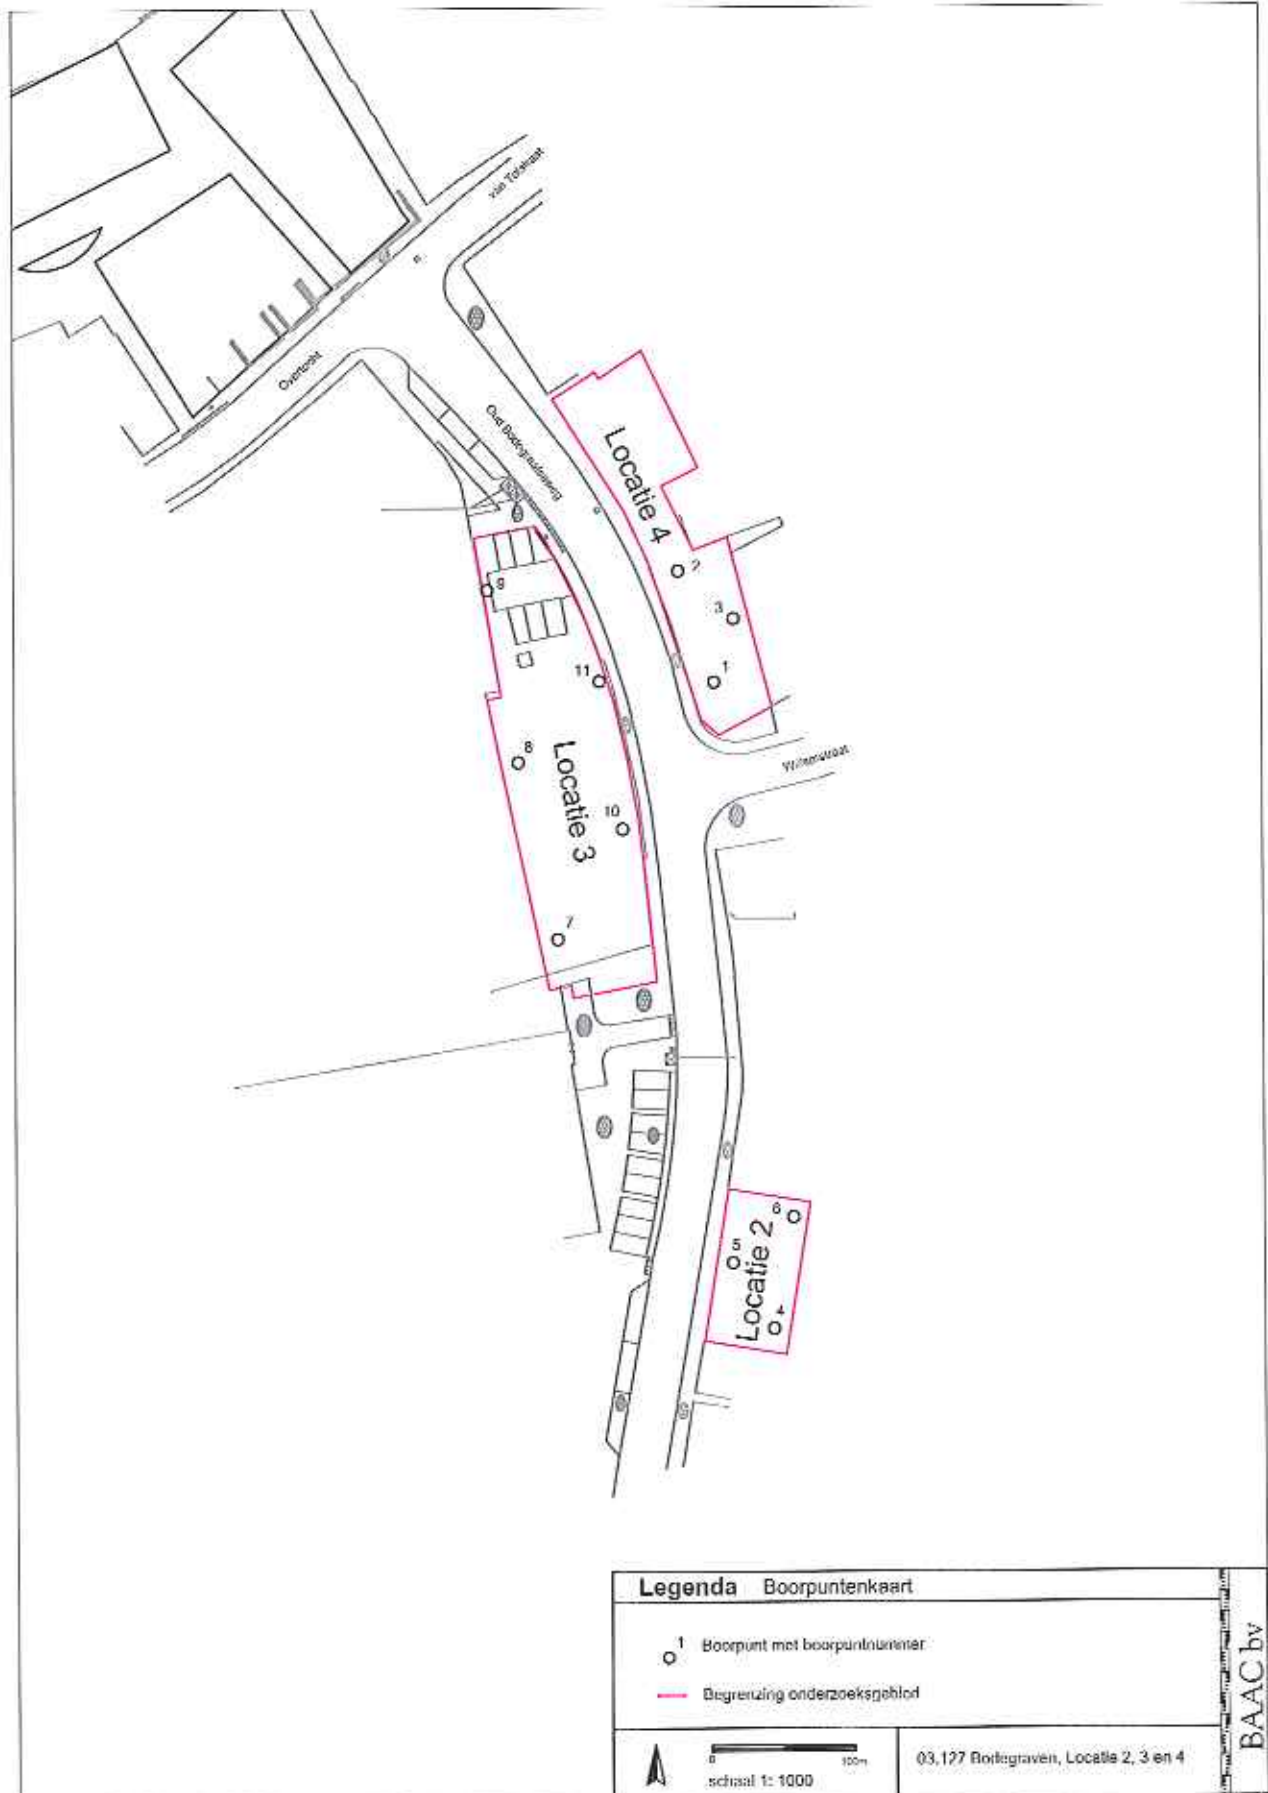 van Tolstraat
Overtocht
Oud Bodegraafseweg
Locatie 4
2
3
1
9
11
8
Locatie 3
10
7
Willemstraat
6
5
Locatie 2
4
Legenda Boorpuntenkaart
1 Boorpunt met boorpuntnummer
Begrenzing onderzoeksgebied
0 100m
schaal 1: 1000
03.127 Bodegraven, Locatie 2, 3 en 4
BAAC bv